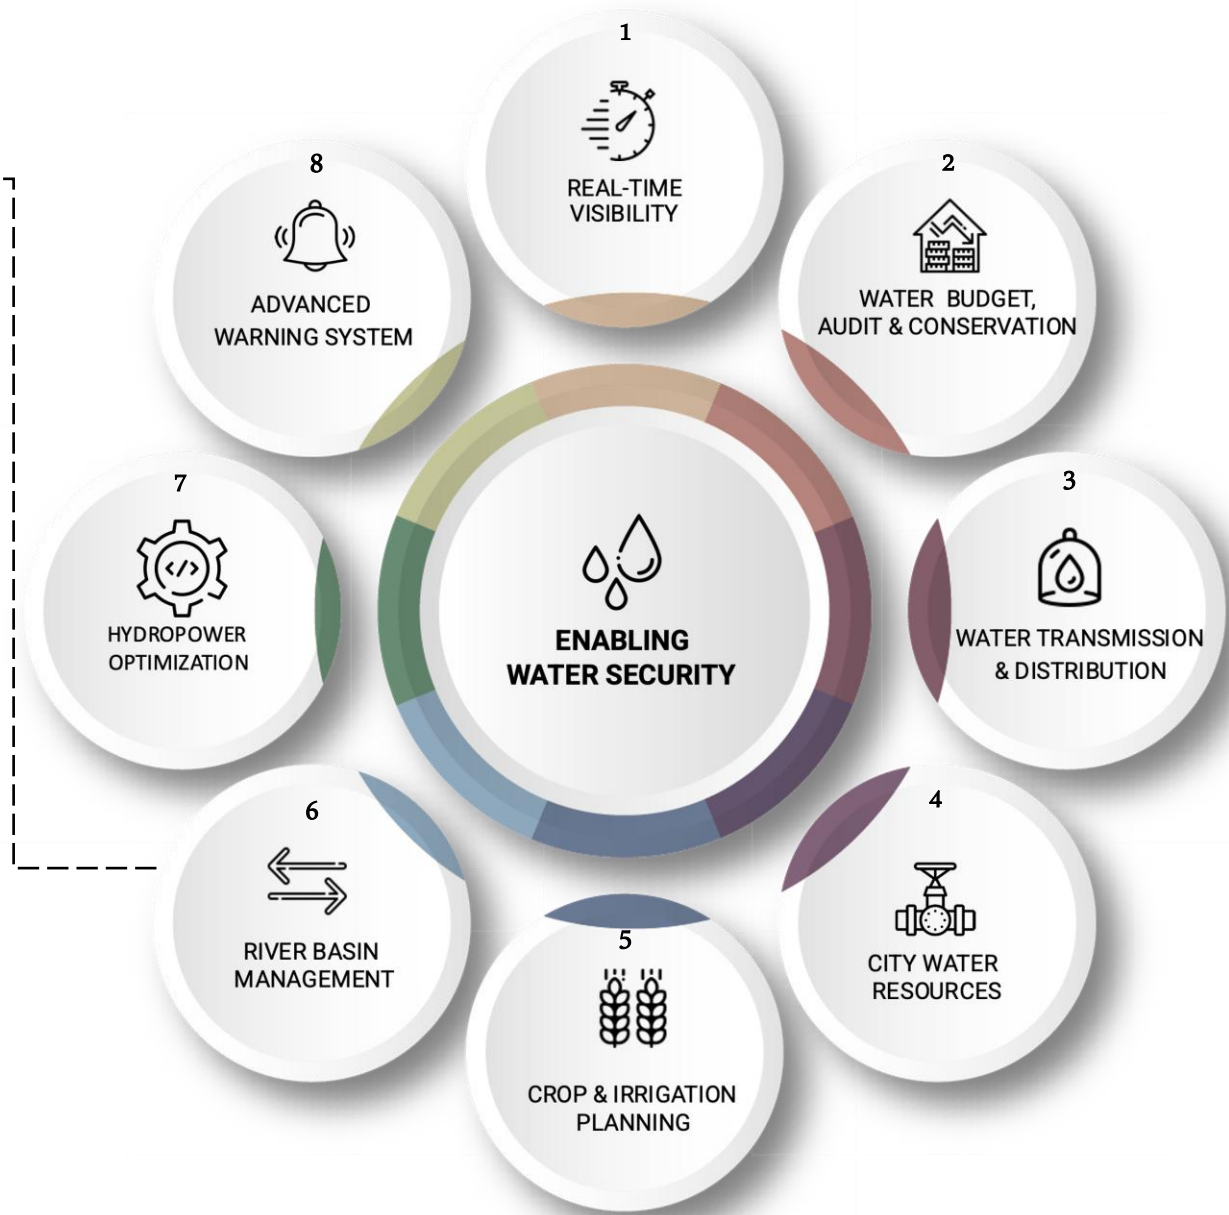 1
REAL-TIME
VISIBILITY
2
WATER BUDGET,
AUDIT & CONSERVATION
3
WATER TRANSMISSION
& DISTRIBUTION
4
CITY WATER
RESOURCES
5
CROP & IRRIGATION
PLANNING
6
RIVER BASIN
MANAGEMENT
7
HYDROPOWER
OPTIMIZATION
8
ADVANCED
WARNING SYSTEM
ENABLING
WATER SECURITY